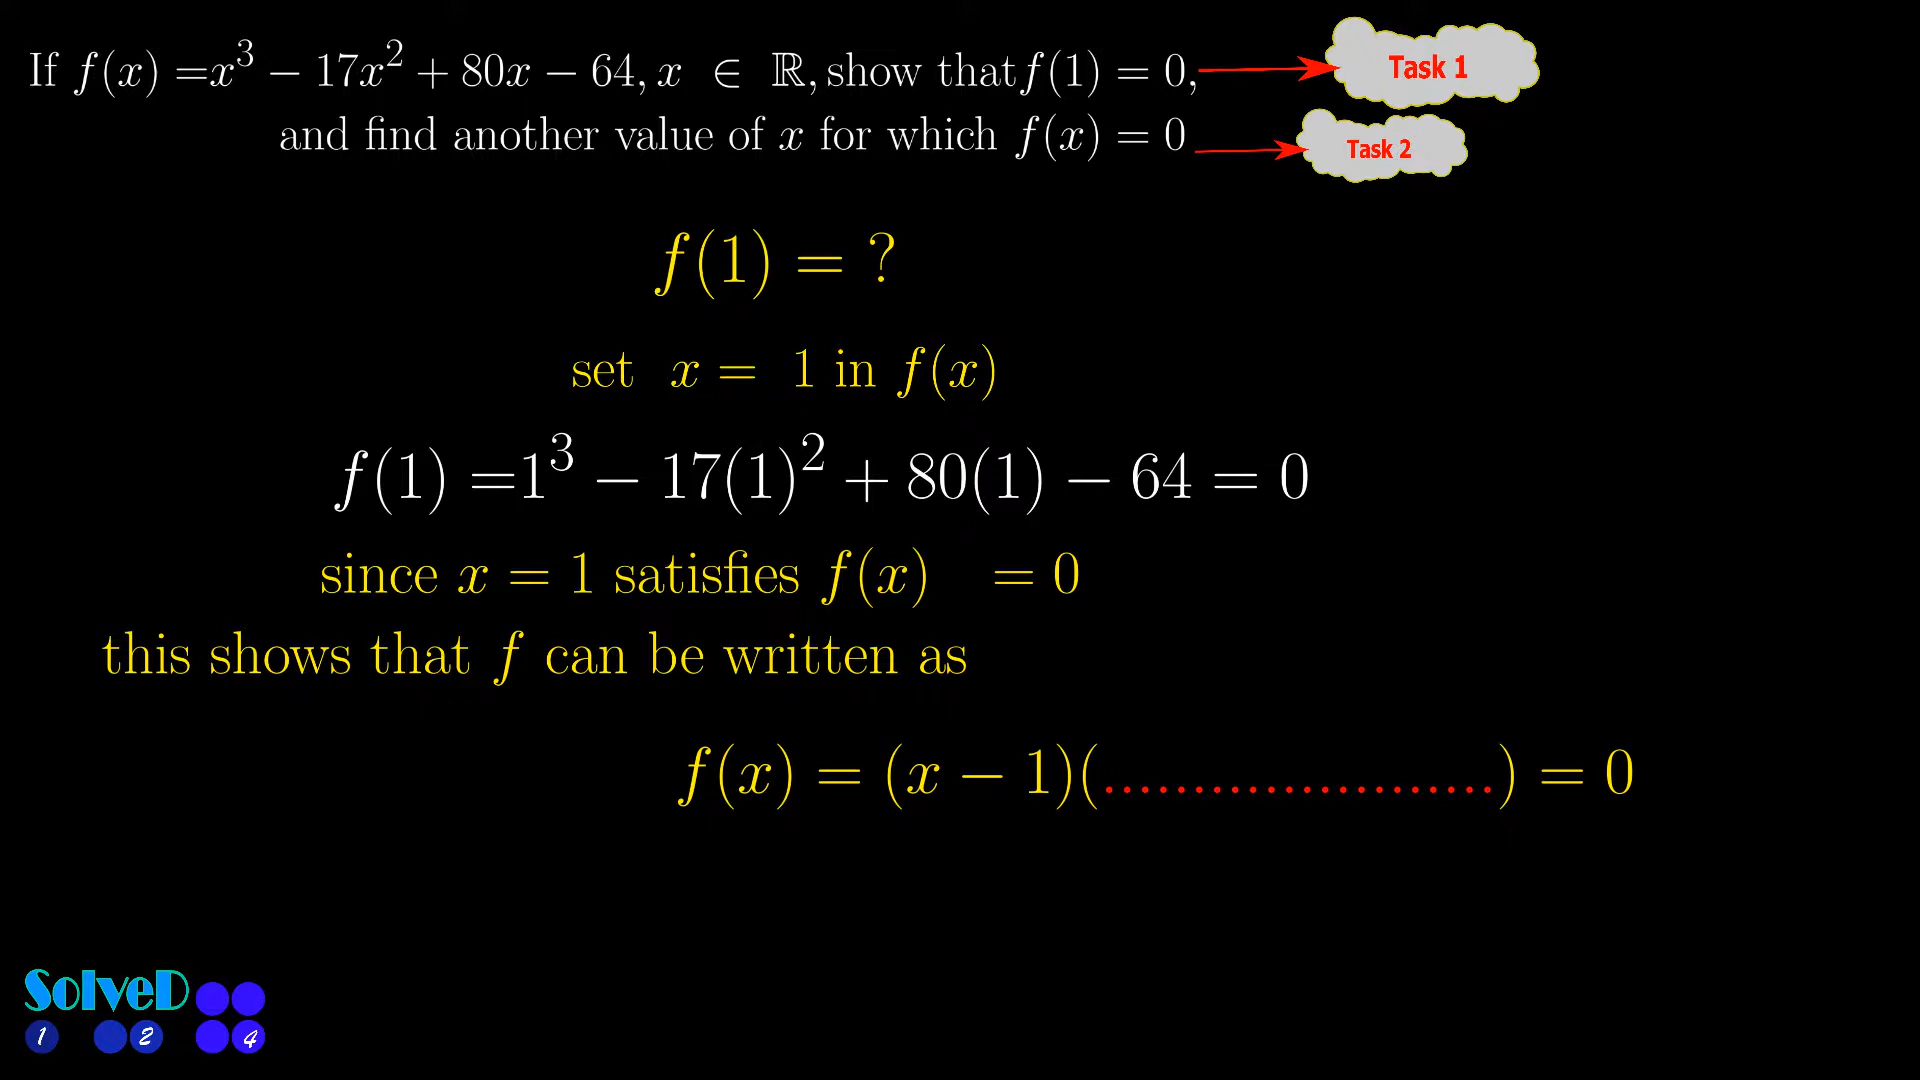 If f(x) =x³ − 17x² + 80x − 64, x ∈ ℝ, show thatf(1) = 0,
Task 1
and find another value of x for which f(x) = 0
Task 2
f(1) = ?
set x = 1 in f(x)
f(1) =1³ − 17(1)² + 80(1) − 64 = 0
since x = 1 satisfies f(x) = 0
this shows that f can be written as
f(x) = (x − 1)(......................) = 0
SolveD
1 2 4